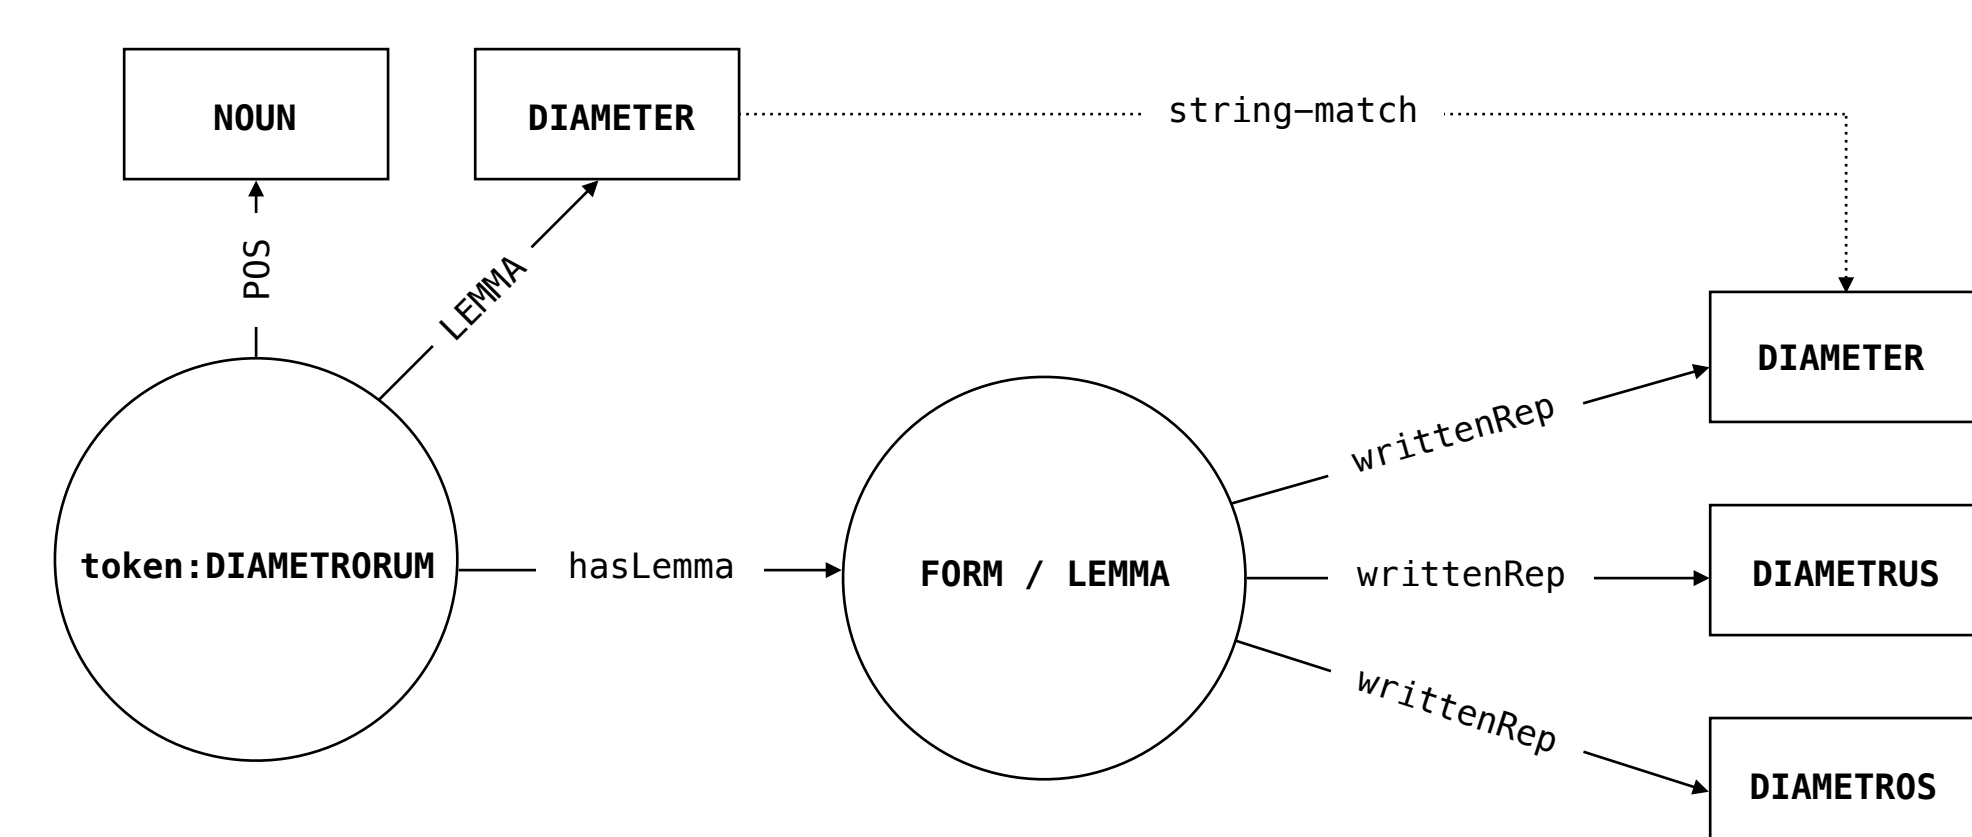 NOUN
DIAMETER
string-match
POS
LEMMA
DIAMETER
writtenRep
token:DIAMETRORUM
hasLemma
FORM / LEMMA
writtenRep
DIAMETRUS
writtenRep
DIAMETROS